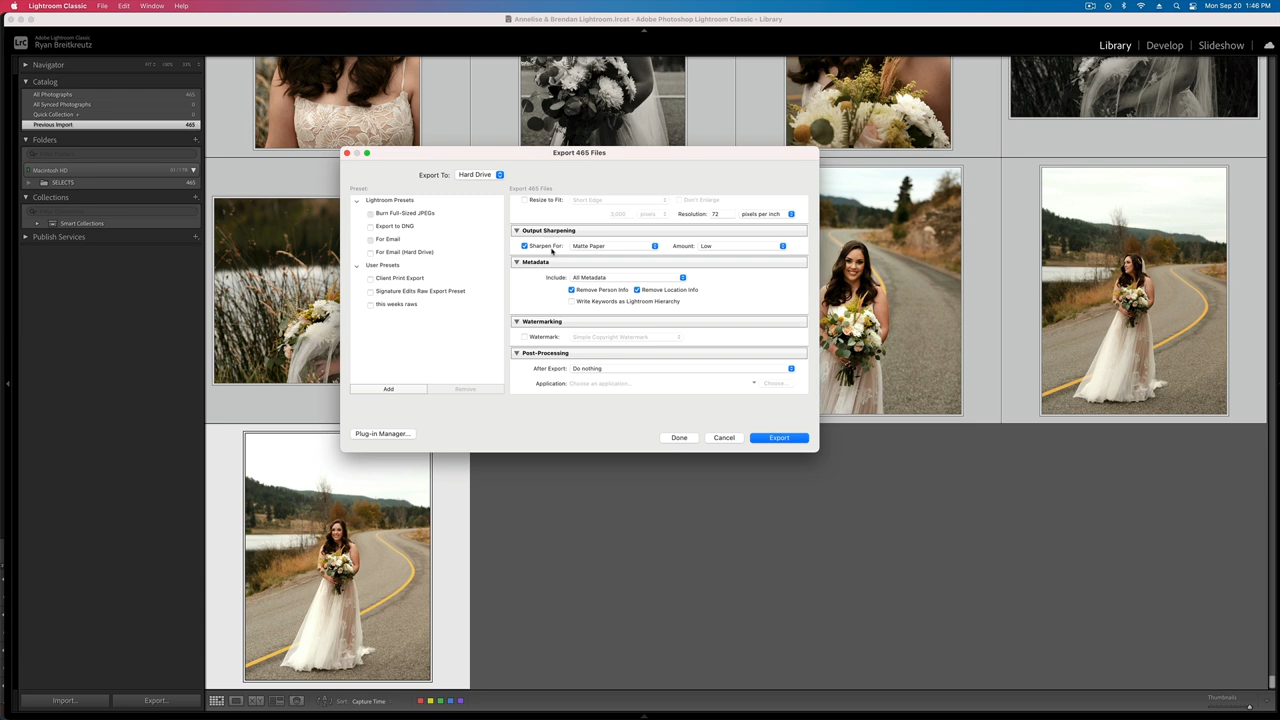 Lightroom Classic File Edit Window Help Mon Sep 20 1:46 PM
Annelise & Brendan Lightroom.lrcat - Adobe Photoshop Lightroom Classic - Library
LrC Adobe Lightroom Classic
Ryan Breitkreutz
Library | Develop | Slideshow
Navigator
Catalog
All Photographs 465
All Synced Photographs 0
Quick Collection + 0
Previous Import 465
Folders
Macintosh HD
SELECTS 465
Collections
Smart Collections
Publish Services
Export 465 Files
Export To: Hard Drive
Preset:
Lightroom Presets
Burn Full-Sized JPEGs
Export to DNG
For Email
For Email (Hard Drive)
User Presets
Client Print Export
Signature Edits Raw Export Preset
this weeks raws
Add Remove
Plug-in Manager...
Export 465 Files
Resize to Fit: Short Edge Don't Enlarge
pixels Resolution: 72 pixels per inch
Output Sharpening
Sharpen For: Matte Paper Amount: Low
Metadata
Include: All Metadata
Remove Person Info Remove Location Info
Write Keywords as Lightroom Hierarchy
Watermarking
Watermark: Simple Copyright Watermark
Post-Processing
After Export: Do nothing
Application: Choose an application... Choose...
Done Cancel Export
Import... Export...
Sort: Capture Time
Thumbnails